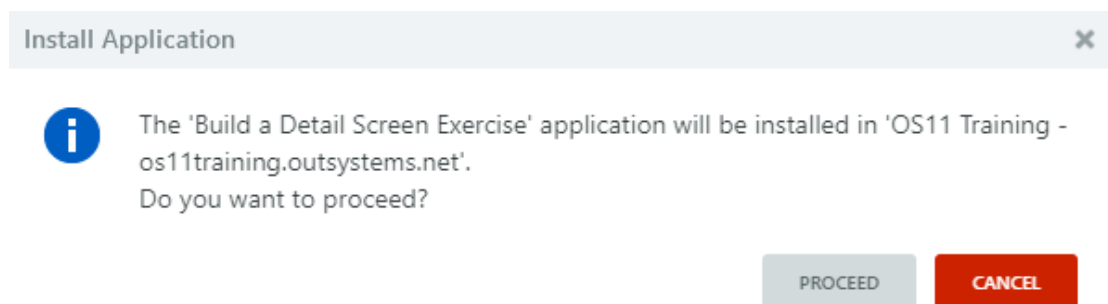 Install Application
The 'Build a Detail Screen Exercise' application will be installed in 'OS11 Training -
os11training.outsystems.net'.
Do you want to proceed?
PROCEED
CANCEL